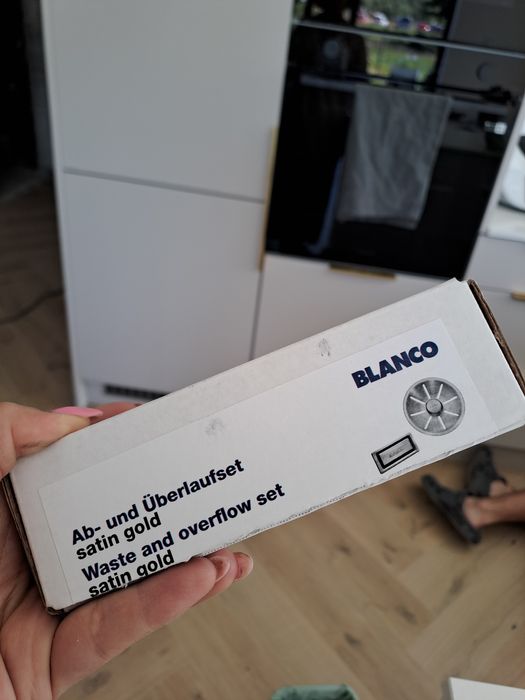 BLANCO
Ab- und Überlaufset
satin gold
Waste and overflow set
satin gold